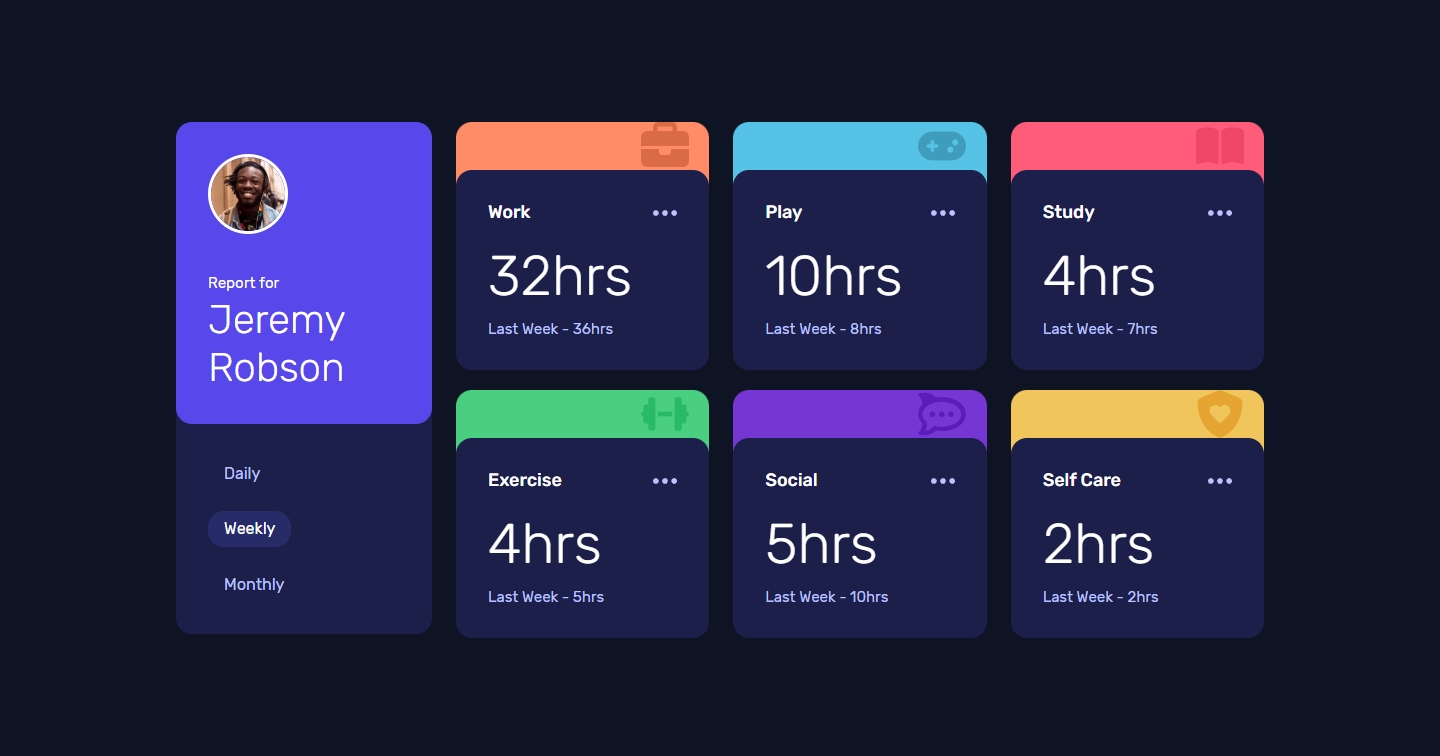 Report for
Jeremy
Robson
Daily
Weekly
Monthly
Work
32hrs
Last Week - 36hrs
Play
10hrs
Last Week - 8hrs
Study
4hrs
Last Week - 7hrs
Exercise
4hrs
Last Week - 5hrs
Social
5hrs
Last Week - 10hrs
Self Care
2hrs
Last Week - 2hrs